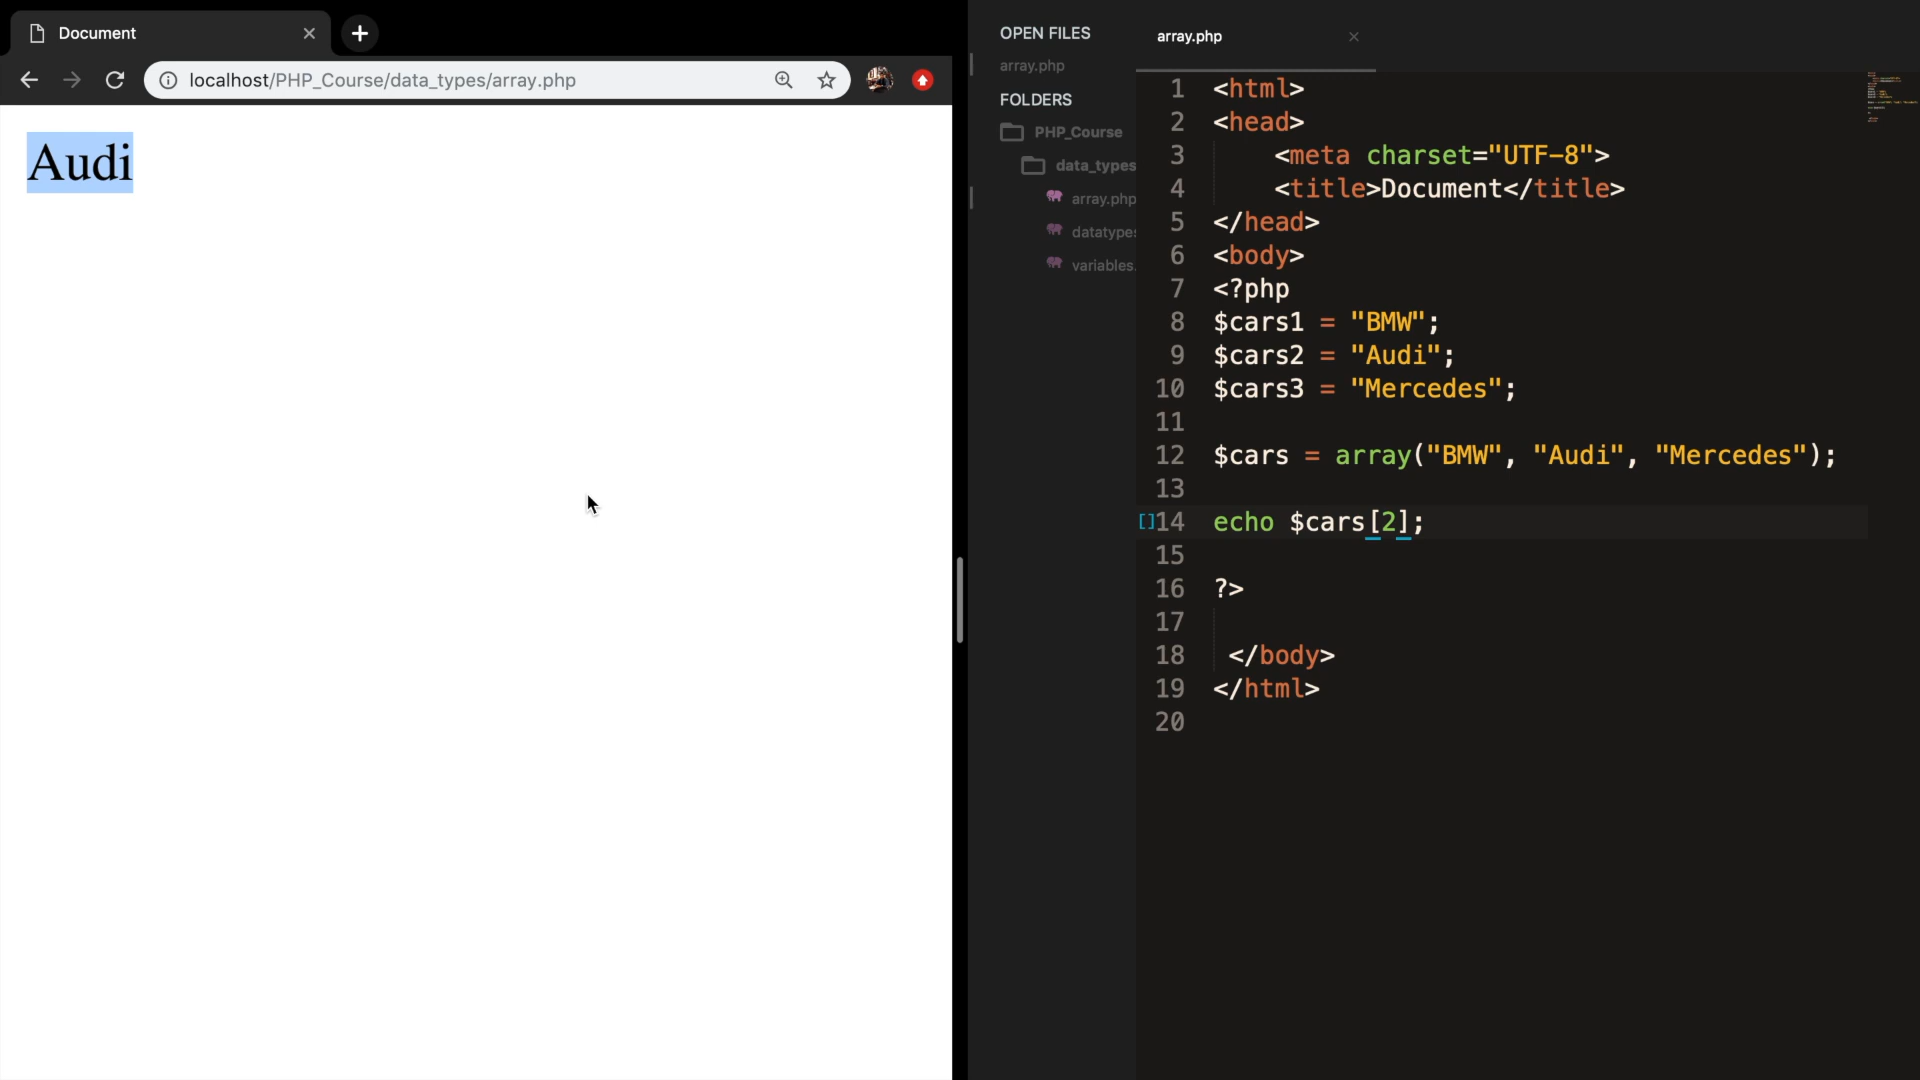 Document
localhost/PHP_Course/data_types/array.php
Audi
OPEN FILES
array.php
FOLDERS
PHP_Course
data_types
array.php
datatypes
variables.
array.php
1 <html>
2 <head>
3 <meta charset="UTF-8">
4 <title>Document</title>
5 </head>
6 <body>
7 <?php
8 $cars1 = "BMW";
9 $cars2 = "Audi";
10 $cars3 = "Mercedes";
11
12 $cars = array("BMW", "Audi", "Mercedes");
13
[]14 echo $cars[2];
15
16 ?>
17
18 </body>
19 </html>
20